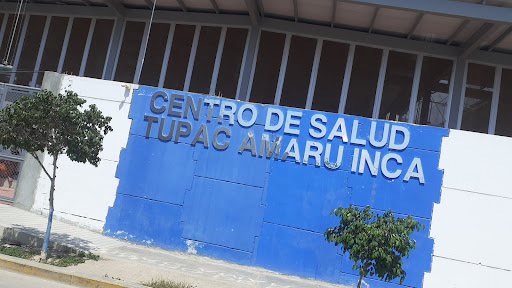 CENTRO DE SALUD
TUPAC AMARU INCA